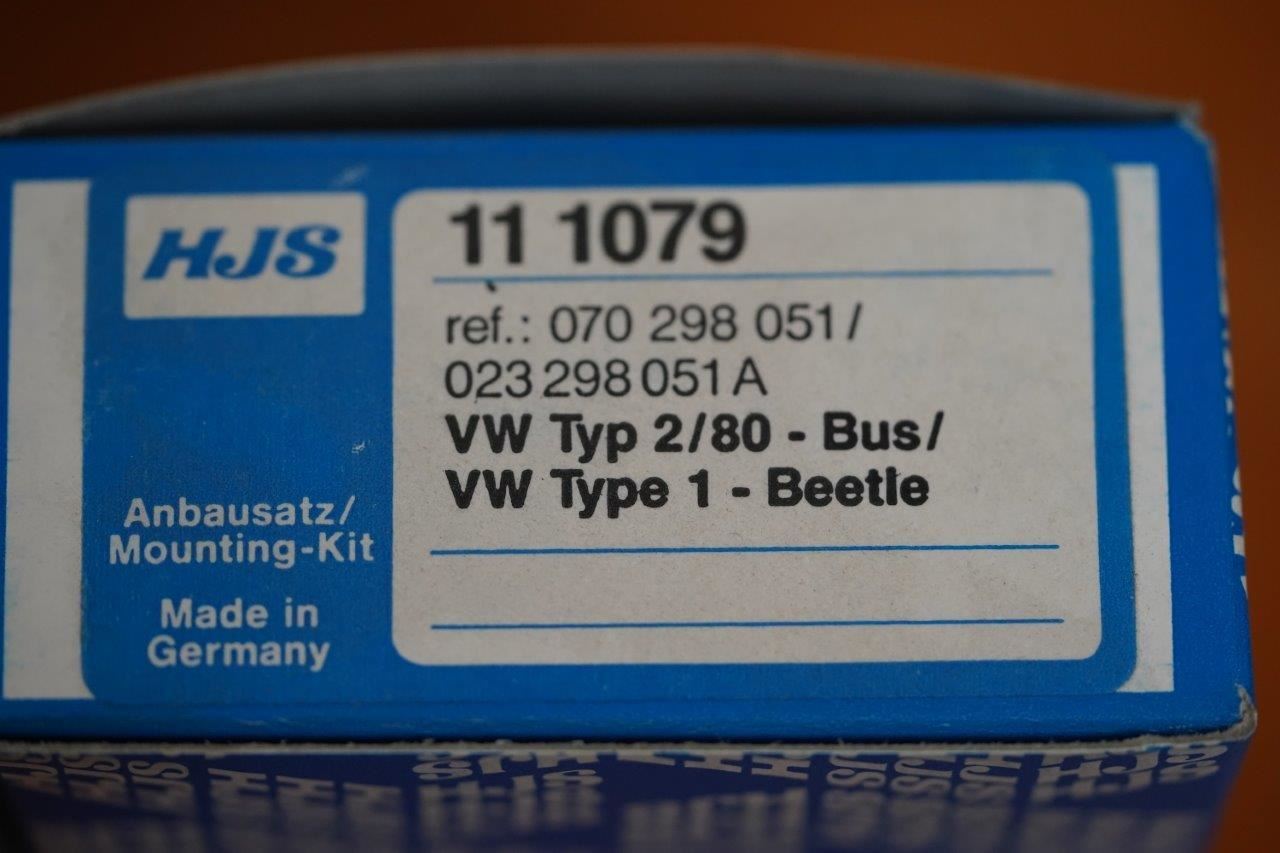 HJS
11 1079
ref.: 070 298 051/
023 298 051 A
VW Typ 2/80 - Bus/
VW Type 1 - Beetle
Anbausatz/
Mounting-Kit
Made in
Germany